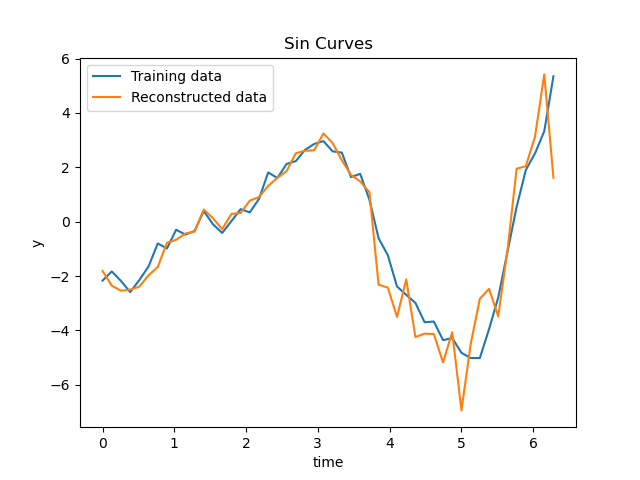 Sin Curves
Training data
Reconstructed data
6
4
2
0
−2
−4
−6
y
0 1 2 3 4 5 6
time